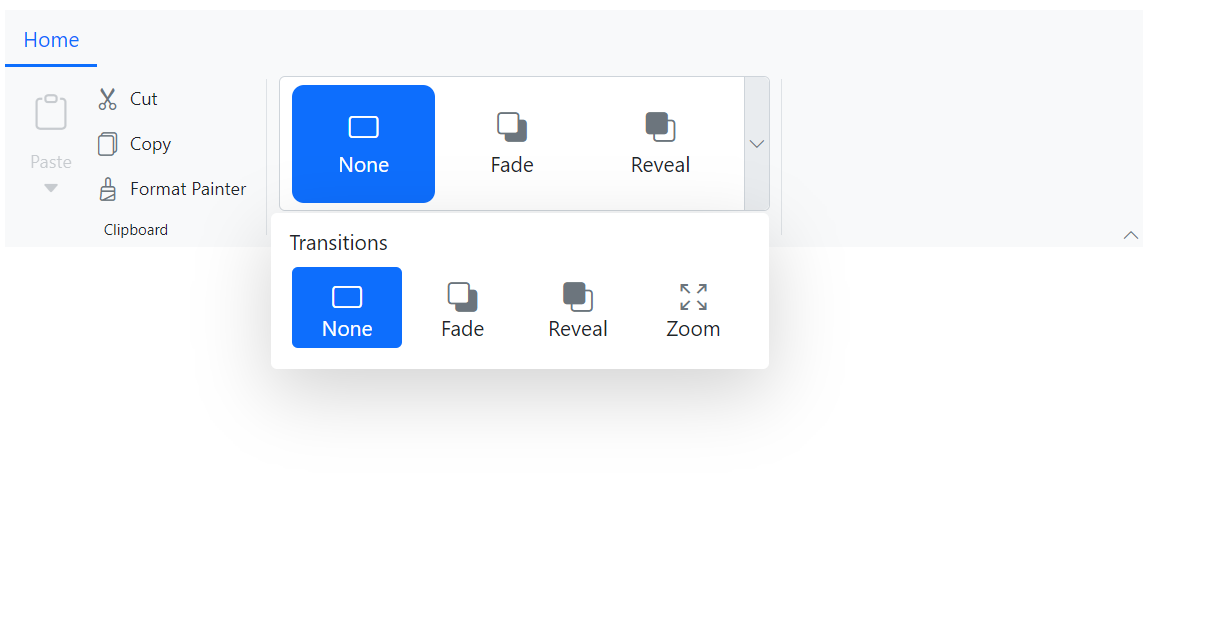 Home
Paste
Cut
Copy
Format Painter
Clipboard
None
Fade
Reveal
Transitions
None
Fade
Reveal
Zoom